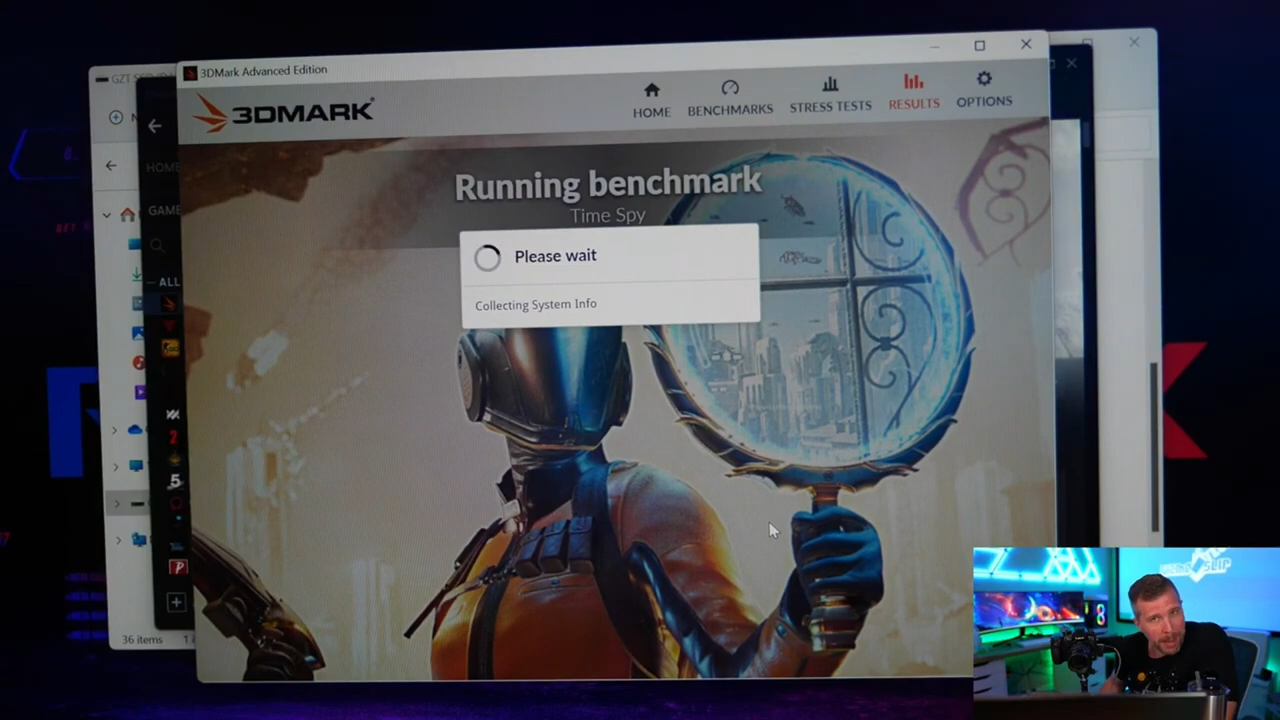 3DMark Advanced Edition
3DMARK
HOME
BENCHMARKS
STRESS TESTS
RESULTS
OPTIONS
Running benchmark
Time Spy
Please wait
Collecting System Info
ALL
36 items